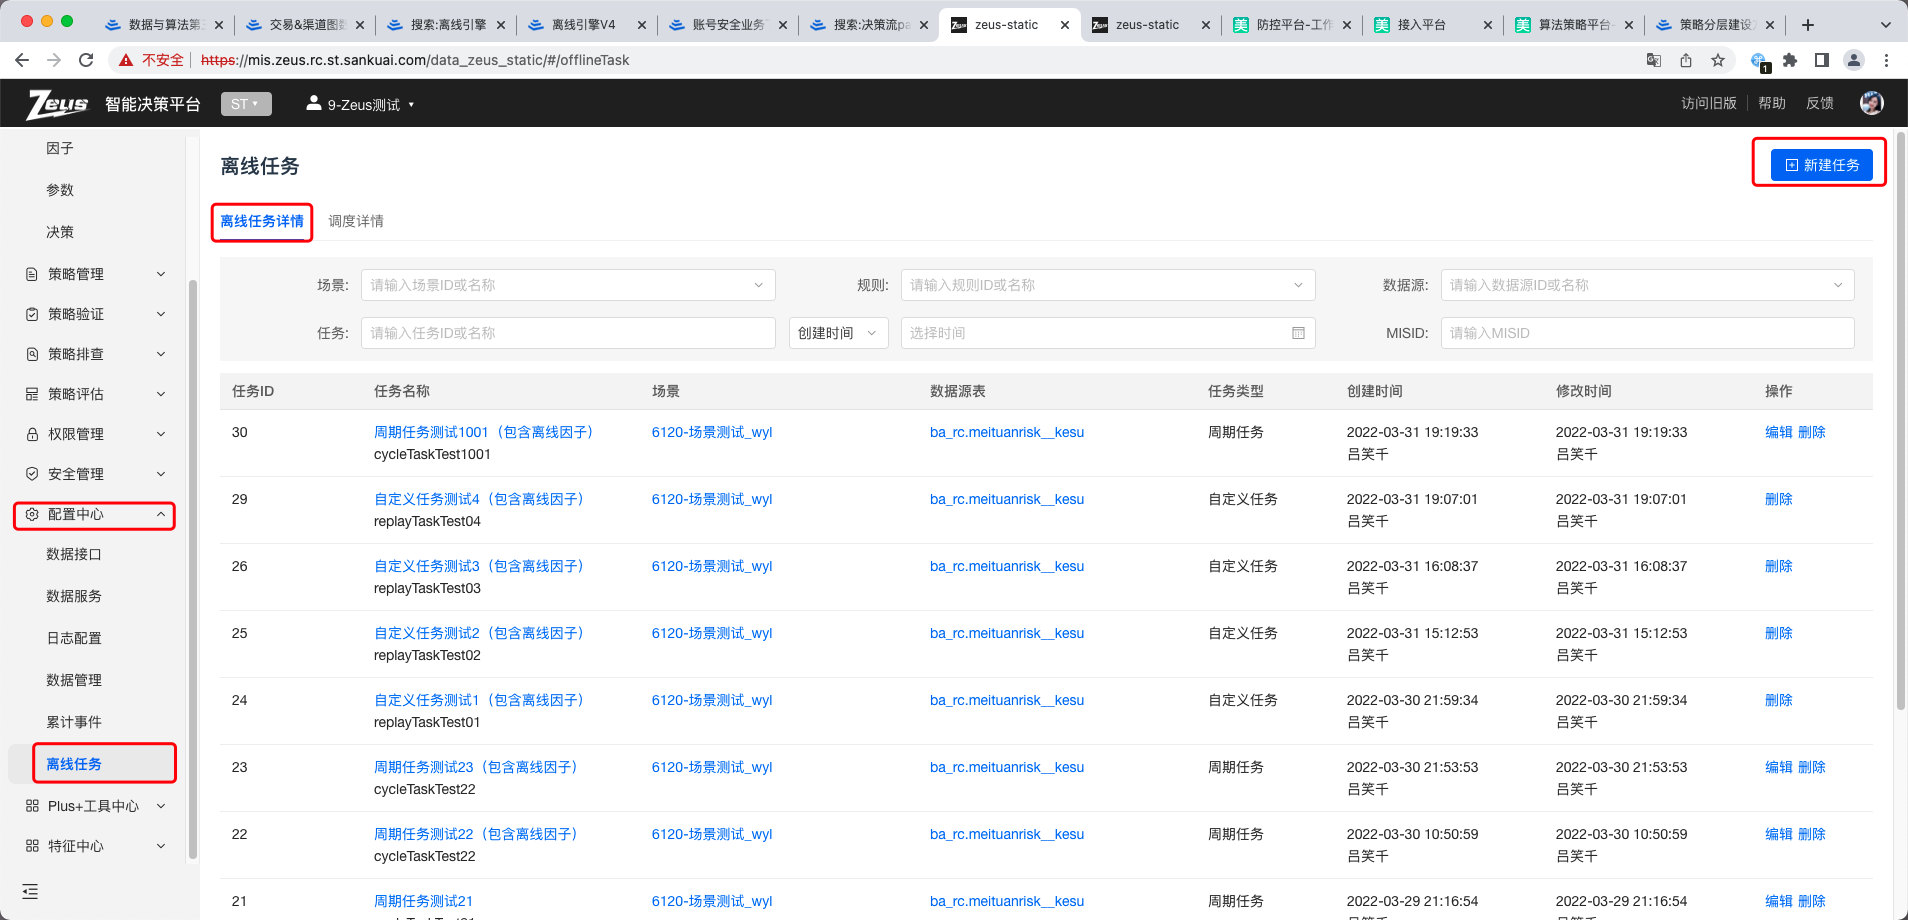 数据与算法第三
交易&渠道图数
搜索:离线引擎
离线引擎V4
账号安全业务
搜索:决策流pa
zeus-static
zeus-static
防控平台-工作
接入平台
算法策略平台-
策略分层建设
不安全
https://mis.zeus.rc.st.sankuai.com/data_zeus_static/#/offlineTask
1
Zeus 智能决策平台
ST
9-Zeus测试
访问旧版
帮助
反馈
因子
参数
决策
策略管理
策略验证
策略排查
策略评估
权限管理
安全管理
配置中心
数据接口
数据服务
日志配置
数据管理
累计事件
离线任务
Plus+工具中心
特征中心
离线任务
新建任务
离线任务详情
调度详情
场景: 请输入场景ID或名称
规则: 请输入规则ID或名称
数据源: 请输入数据源ID或名称
任务: 请输入任务ID或名称
创建时间 选择时间
MISID: 请输入MISID
任务ID 任务名称 场景 数据源表 任务类型 创建时间 修改时间 操作
30 周期任务测试1001（包含离线因子） 6120-场景测试_wyl ba_rc.meituanrisk__kesu 周期任务 2022-03-31 19:19:33 2022-03-31 19:19:33 编辑 删除
cycleTaskTest1001 吕笑千 吕笑千
29 自定义任务测试4（包含离线因子） 6120-场景测试_wyl ba_rc.meituanrisk__kesu 自定义任务 2022-03-31 19:07:01 2022-03-31 19:07:01 删除
replayTaskTest04 吕笑千 吕笑千
26 自定义任务测试3（包含离线因子） 6120-场景测试_wyl ba_rc.meituanrisk__kesu 自定义任务 2022-03-31 16:08:37 2022-03-31 16:08:37 删除
replayTaskTest03 吕笑千 吕笑千
25 自定义任务测试2（包含离线因子） 6120-场景测试_wyl ba_rc.meituanrisk__kesu 自定义任务 2022-03-31 15:12:53 2022-03-31 15:12:53 删除
replayTaskTest02 吕笑千 吕笑千
24 自定义任务测试1（包含离线因子） 6120-场景测试_wyl ba_rc.meituanrisk__kesu 自定义任务 2022-03-30 21:59:34 2022-03-30 21:59:34 删除
replayTaskTest01 吕笑千 吕笑千
23 周期任务测试23（包含离线因子） 6120-场景测试_wyl ba_rc.meituanrisk__kesu 周期任务 2022-03-30 21:53:53 2022-03-30 21:53:53 编辑 删除
cycleTaskTest22 吕笑千 吕笑千
22 周期任务测试22（包含离线因子） 6120-场景测试_wyl ba_rc.meituanrisk__kesu 周期任务 2022-03-30 10:50:59 2022-03-30 10:50:59 编辑 删除
cycleTaskTest22 吕笑千 吕笑千
21 周期任务测试21 6120-场景测试_wyl ba_rc.meituanrisk__kesu 周期任务 2022-03-29 21:16:54 2022-03-29 21:16:54 编辑 删除